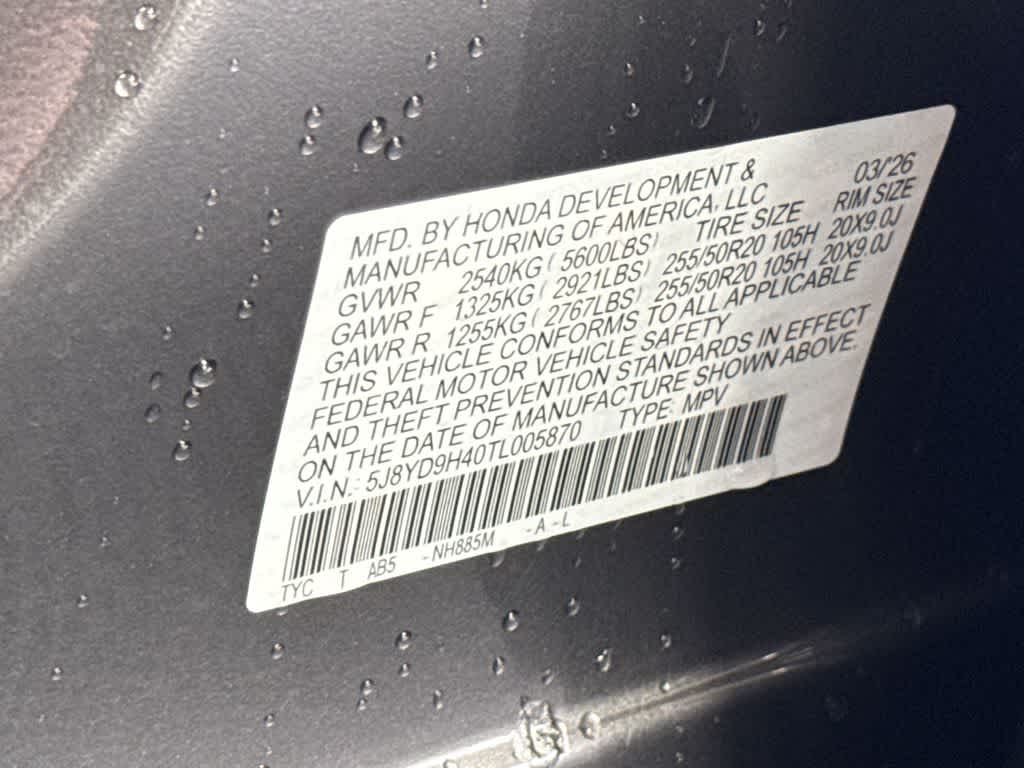 MFD. BY HONDA DEVELOPMENT & 03/'26
MANUFACTURING OF AMERICA, LLC
GVWR 2540KG ( 5600LBS) TIRE SIZE RIM SIZE
GAWR F 1325KG ( 2921LBS) 255/50R20 105H 20X9.0J
GAWR R 1255KG ( 2767LBS) 255/50R20 105H 20X9.0J
THIS VEHICLE CONFORMS TO ALL APPLICABLE
FEDERAL MOTOR VEHICLE SAFETY
AND THEFT PREVENTION STANDARDS IN EFFECT
ON THE DATE OF MANUFACTURE SHOWN ABOVE.
V.I.N.: 5J8YD9H40TL005870 TYPE: MPV
TYC T AB5 -NH885M -A -L